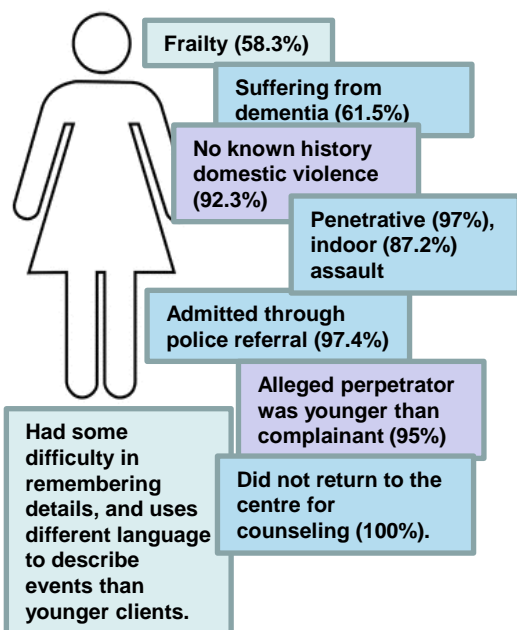 Frailty (58.3%)
Suffering from
dementia (61.5%)
No known history
domestic violence
(92.3%)
Penetrative (97%),
indoor (87.2%)
assault
Admitted through
police referral (97.4%)
Alleged perpetrator
was younger than
complainant (95%)
Had some
difficulty in
remembering
details, and uses
different language
to describe
events than
younger clients.
Did not return to the
centre for
counseling (100%).